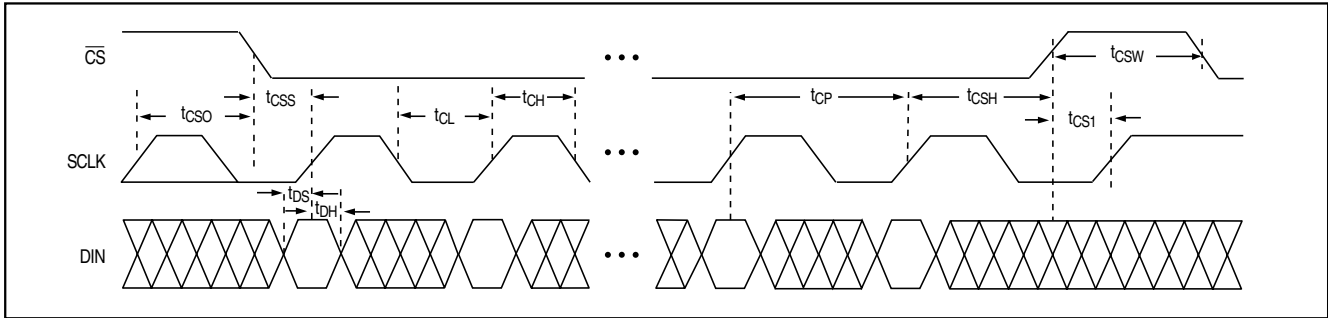 CS
tCSW
tCSO
tCSS
tCL
tCH
tCP
tCSH
tCS1
SCLK
tDS
tDH
DIN